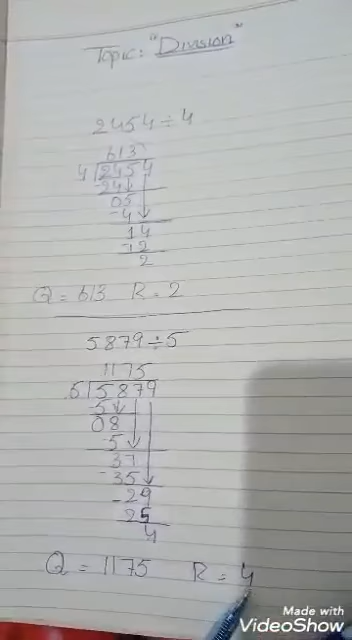 Topic: "Division"
2454 ÷ 4
613
4 2454
-24
05
-4
14
-12
2
Q = 613 R = 2
5879 ÷ 5
1175
5 5879
-5
08
-5
37
-35
-29
25
4
Q = 1175 R = 4
Made with
VideoShow